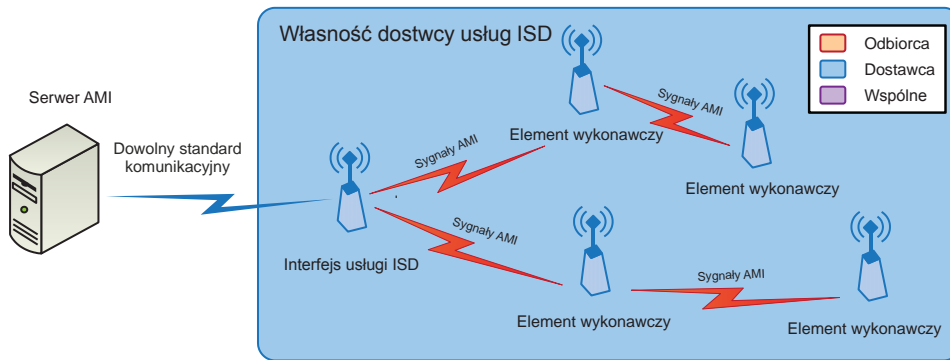 Własność dostwcy usług ISD
Odbiorca
Dostawca
Wspólne
Serwer AMI
Dowolny standard
komunikacyjny
Sygnały AMI
Element wykonawczy
Sygnały AMI
Element wykonawczy
Interfejs usługi ISD
Sygnały AMI
Element wykonawczy
Sygnały AMI
Element wykonawczy